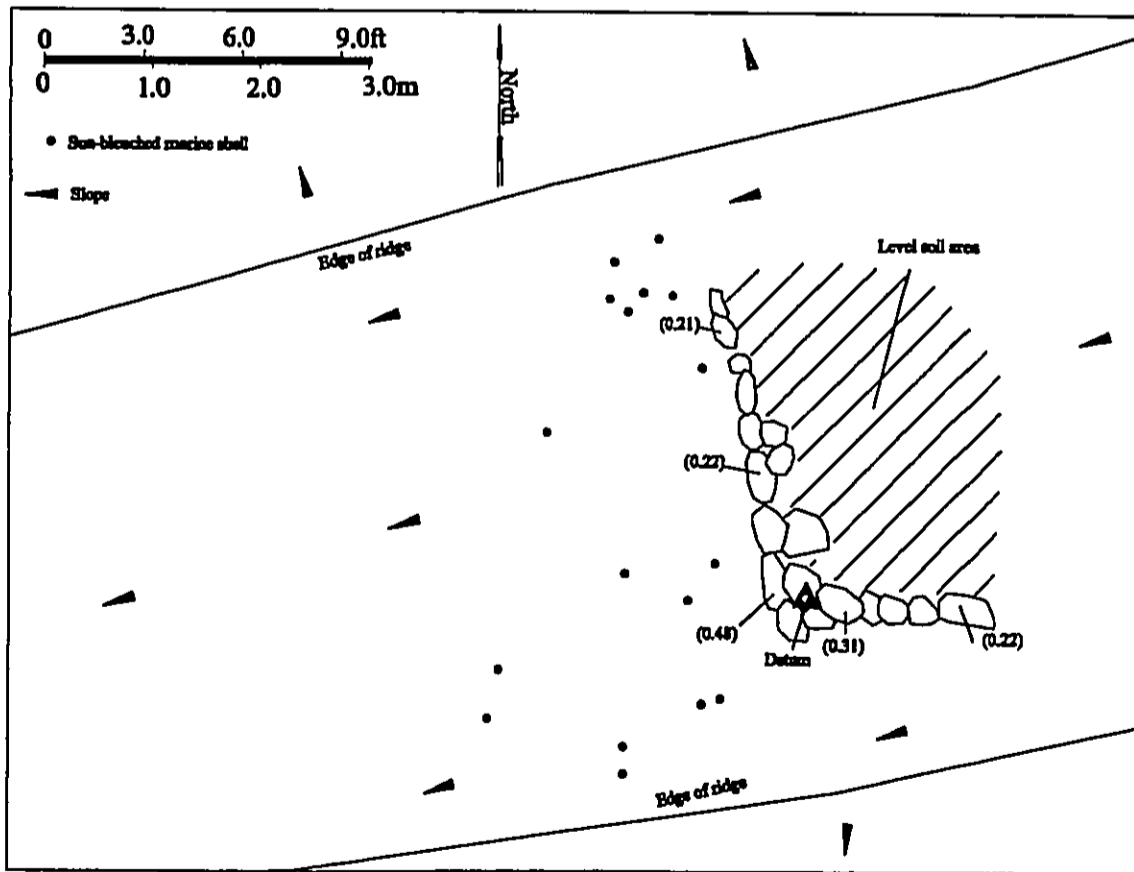 0 3.0 6.0 9.0ft
0 1.0 2.0 3.0m
North
Sun-bleached marine shell
Slope
Edge of ridge
Level soil area
(0.21)
(0.22)
(0.48)
(0.31)
(0.22)
Datum
Edge of ridge